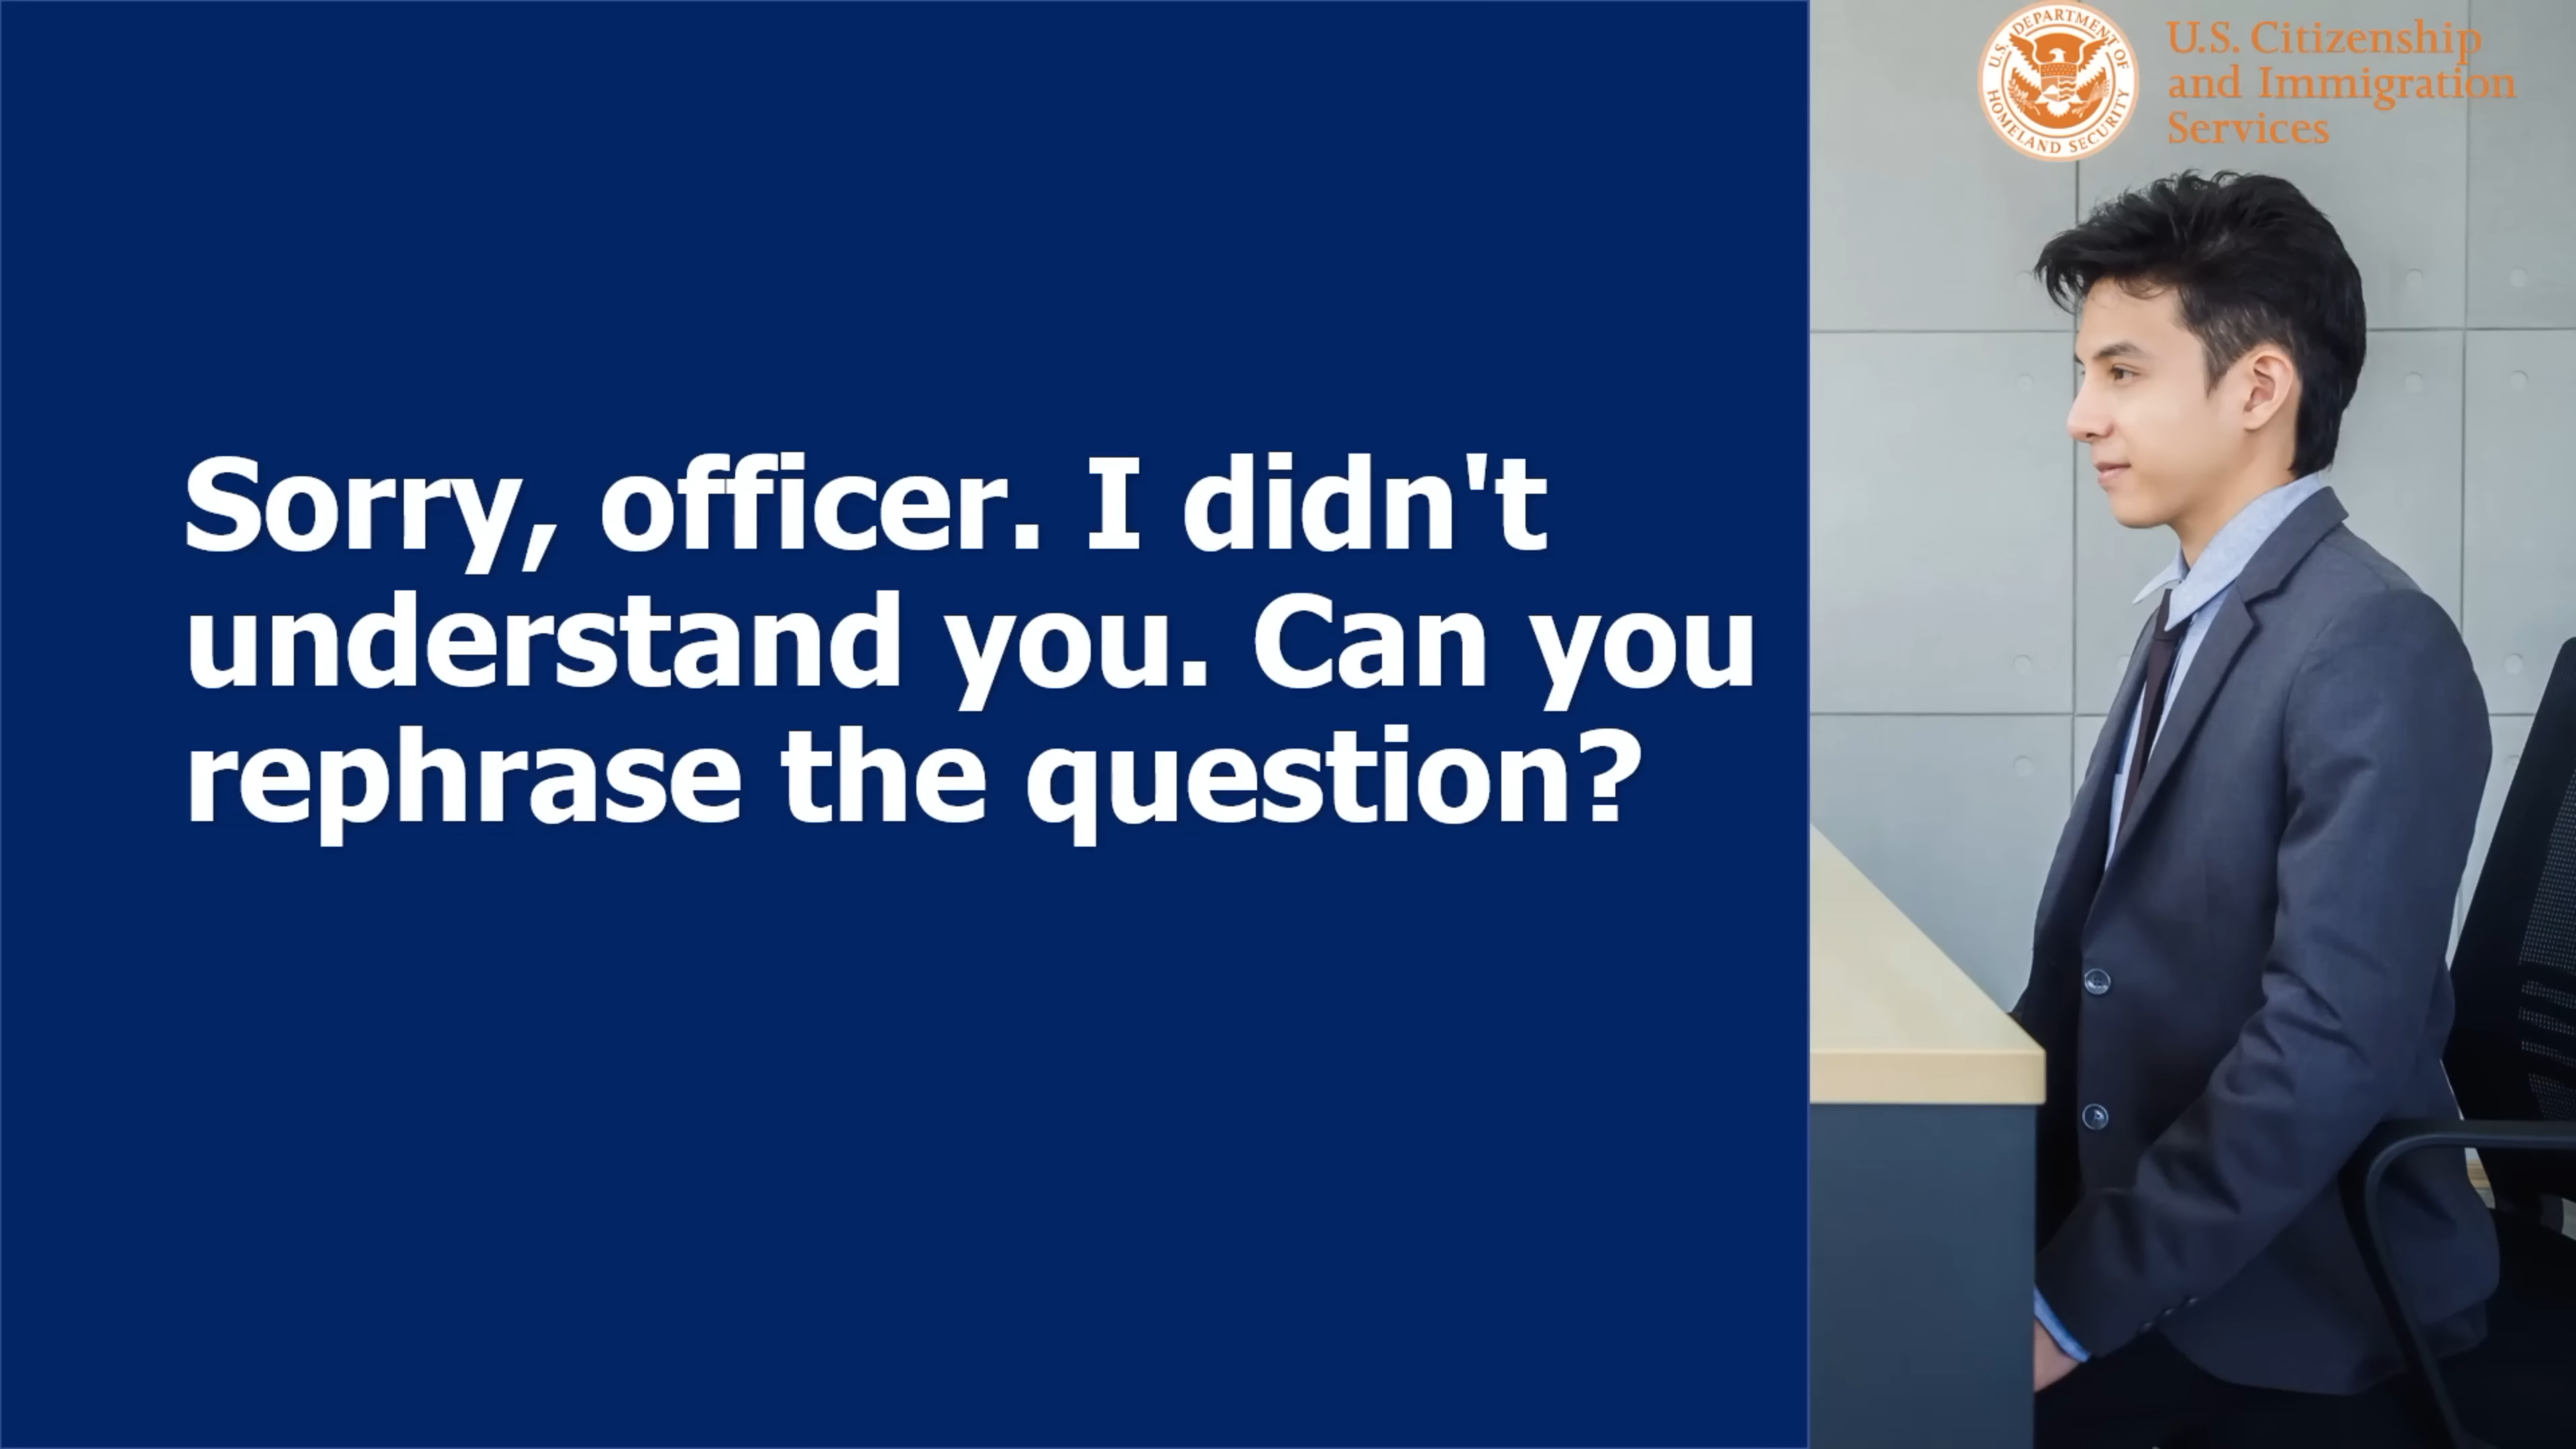 Sorry, officer. I didn't
understand you. Can you
rephrase the question?
U.S. DEPARTMENT OF
HOMELAND SECURITY
U.S. Citizenship
and Immigration
Services